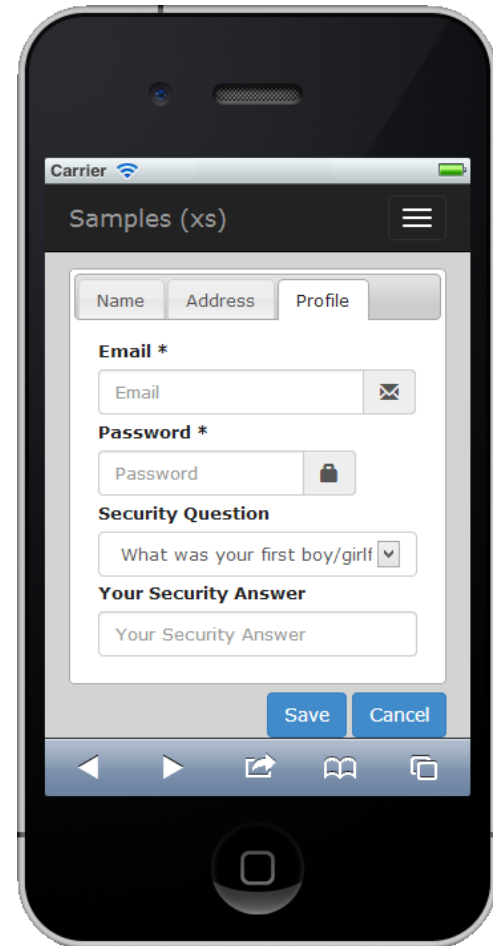 Carrier
Samples (xs)
Name Address Profile
Email *
Email
Password *
Password
Security Question
What was your first boy/girlf
Your Security Answer
Your Security Answer
Save Cancel